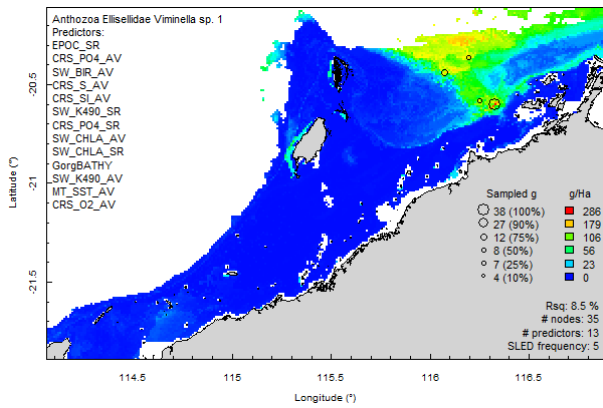 Anthozoa Ellisellidae Viminella sp. 1
Predictors:
EPOC_SR
CRS_PO4_AV
SW_BIR_AV
CRS_S_AV
CRS_SI_AV
SW_K490_SR
CRS_PO4_SR
SW_CHLA_AV
SW_CHLA_SR
GorgBATHY
SW_K490_AV
MT_SST_AV
CRS_O2_AV
Latitude (°)
-20.5
-21
-21.5
Sampled g
38 (100%)
27 (90%)
12 (75%)
8 (50%)
7 (25%)
4 (10%)
g/Ha
286
179
106
56
23
0
Rsq: 8.5 %
# nodes: 35
# predictors: 13
SLED frequency: 5
114.5 115 115.5 116 116.5
Longitude (°)